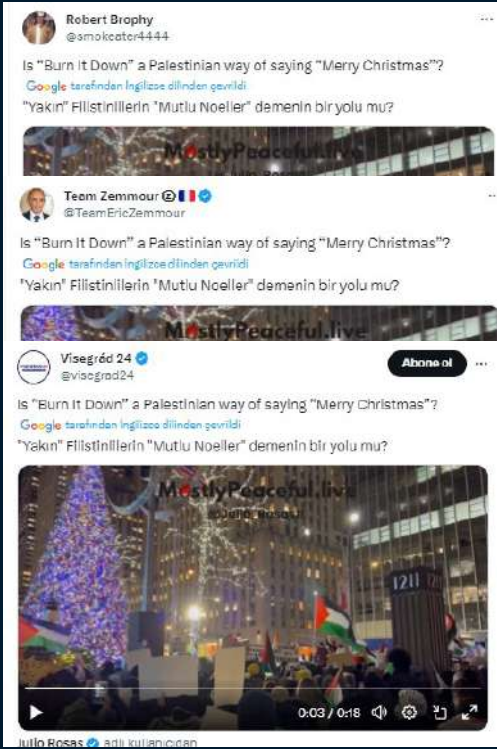 Robert Brophy
@smokeater4444
Is “Burn It Down” a Palestinian way of saying “Merry Christmas”?
Google tarafından İngilizce dilinden çevrildi
"Yakın" Filistinlilerin "Mutlu Noeller" demenin bir yolu mu?
MostlyPeaceful.live
Team Zemmour
@TeamEricZemmour
Is “Burn It Down” a Palestinian way of saying “Merry Christmas”?
Google tarafından İngilizce dilinden çevrildi
"Yakın" Filistinlilerin "Mutlu Noeller" demenin bir yolu mu?
MostlyPeaceful.live
Visegrád 24
Abone ol
@visegrad24
Is “Burn It Down” a Palestinian way of saying “Merry Christmas”?
Google tarafından İngilizce dilinden çevrildi
"Yakın" Filistinlilerin "Mutlu Noeller" demenin bir yolu mu?
MostlyPeaceful.live
1211
0:03 / 0:18
Julio Rosas adlı kullanıcıdan